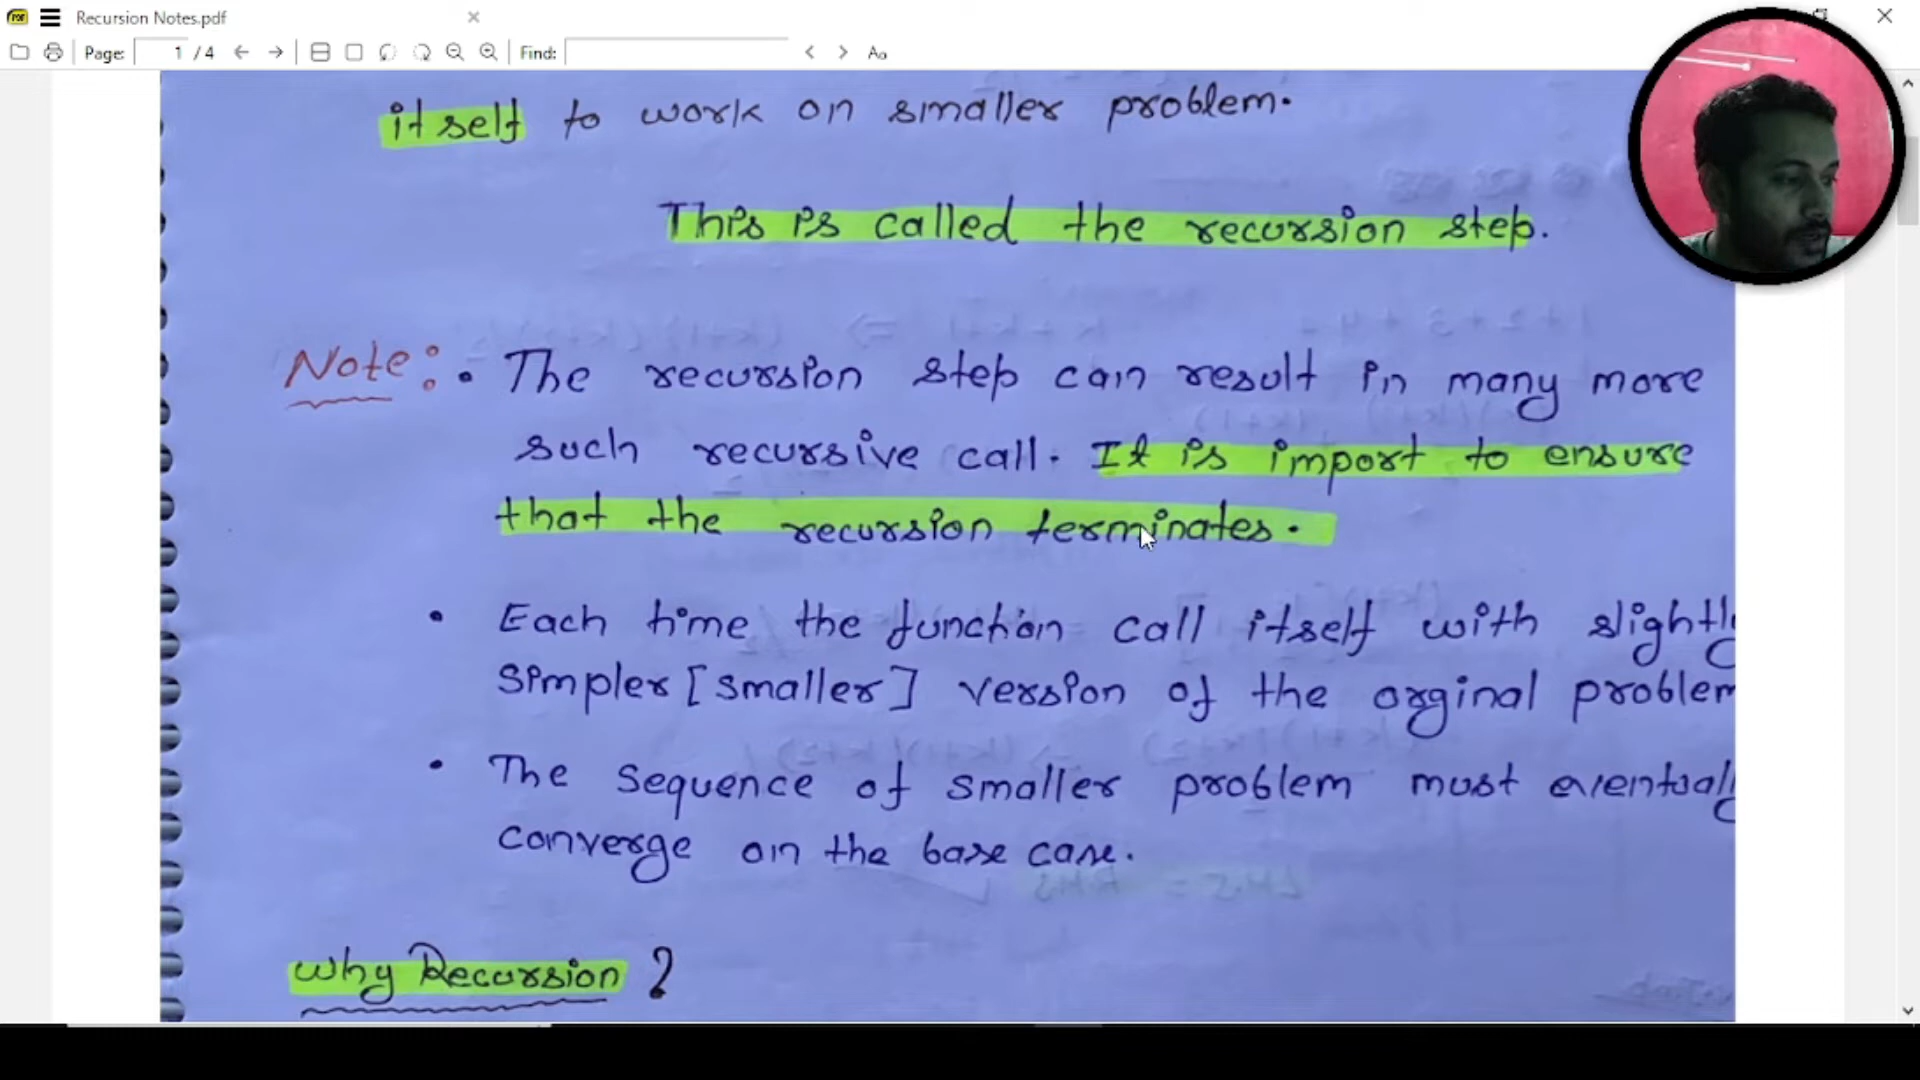 Recursion Notes.pdf
Page: 1 / 4 Find:
itself to work on smaller problem.
This is called the recursion step.
Note: • The recursion step can result in many more
such recursive call. It is import to ensure
that the recursion terminates.
• Each time the function call itself with slightl
simpler [smaller] version of the orginal problem
• The sequence of smaller problem must eventuall
converge on the base case.
Why Recursion ?